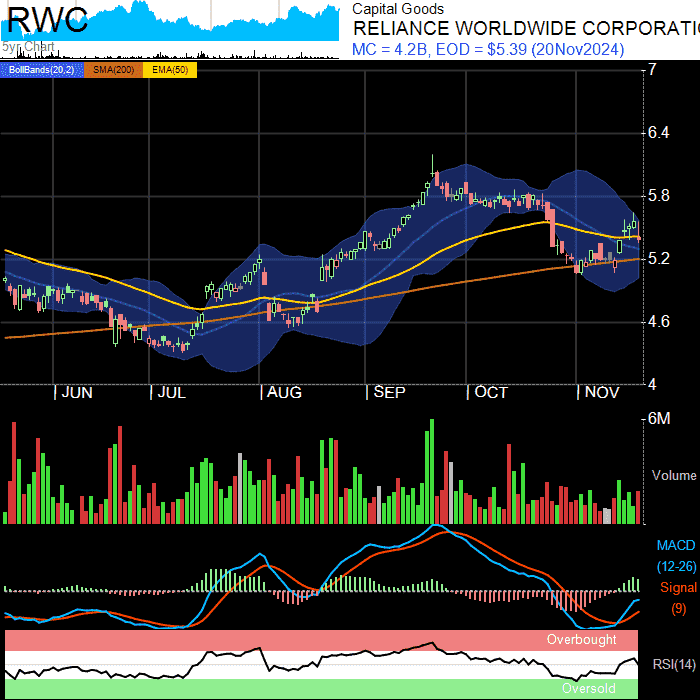 RWC
5yr Chart
Capital Goods
RELIANCE WORLDWIDE CORPORATI
MC = 4.2B, EOD = $5.39 (20Nov2024)
BollBands(20,2) SMA(200) EMA(50)
7
6.4
5.8
5.2
4.6
4
JUN JUL AUG SEP OCT NOV
6M
Volume
MACD
(12-26)
Signal
(9)
Overbought
RSI(14)
Oversold